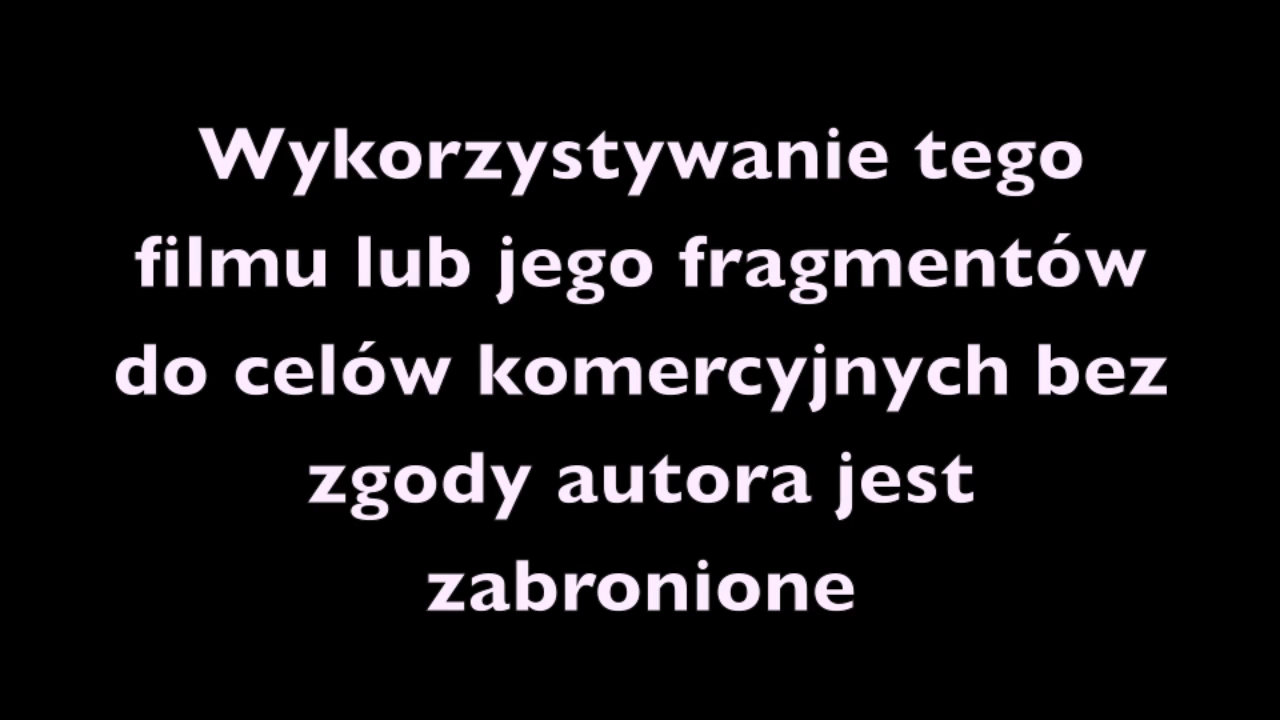 Wykorzystywanie tego
filmu lub jego fragmentów
do celów komercyjnych bez
zgody autora jest
zabronione